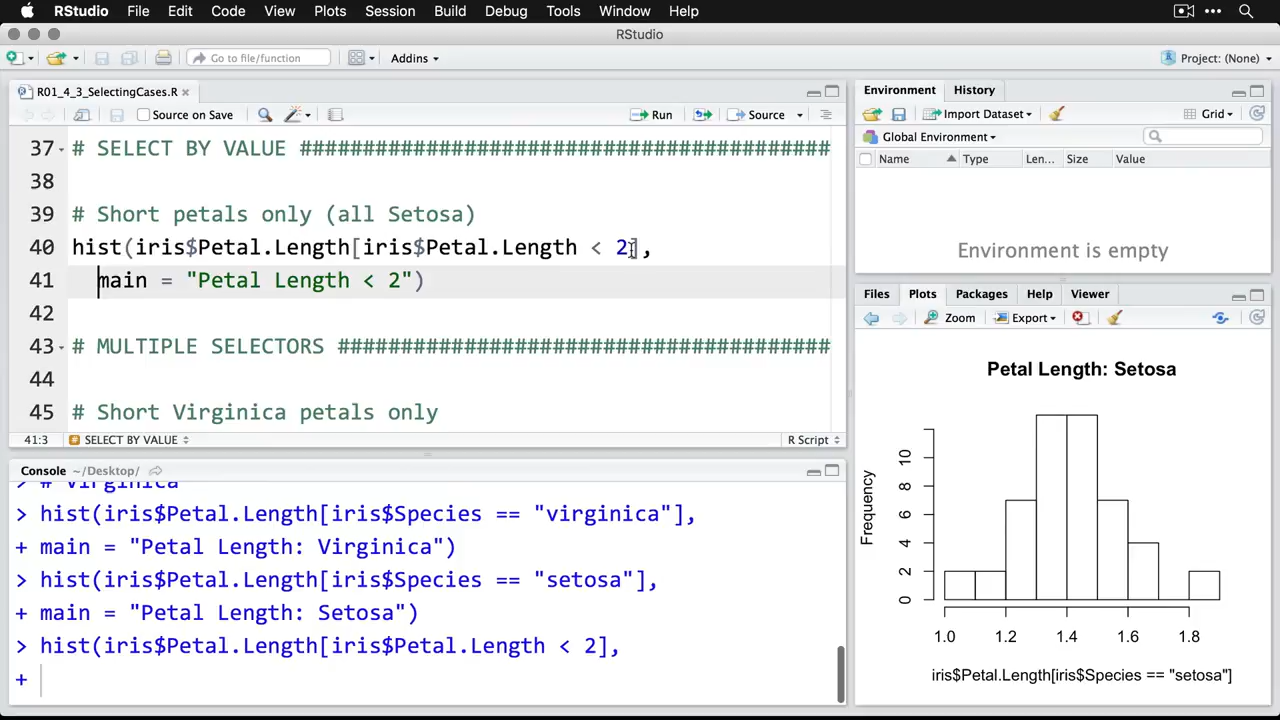 RStudio File Edit Code View Plots Session Build Debug Tools Window Help
RStudio
Go to file/function Addins Project: (None)
R01_4_3_SelectingCases.R
Source on Save Run Source
37 # SELECT BY VALUE ##########################################
38
39 # Short petals only (all Setosa)
40 hist(iris$Petal.Length[iris$Petal.Length < 2],
41 main = "Petal Length < 2")
42
43 # MULTIPLE SELECTORS #######################################
44
45 # Short Virginica petals only
41:3 SELECT BY VALUE R Script
Console ~/Desktop/
> # Virginica
> hist(iris$Petal.Length[iris$Species == "virginica"],
+ main = "Petal Length: Virginica")
> hist(iris$Petal.Length[iris$Species == "setosa"],
+ main = "Petal Length: Setosa")
> hist(iris$Petal.Length[iris$Petal.Length < 2],
+
Environment History
Import Dataset Grid
Global Environment
Name Type Len... Size Value
Environment is empty
Files Plots Packages Help Viewer
Zoom Export
Petal Length: Setosa
Frequency
10
8
6
4
2
0
1.0 1.2 1.4 1.6 1.8
iris$Petal.Length[iris$Species == "setosa"]